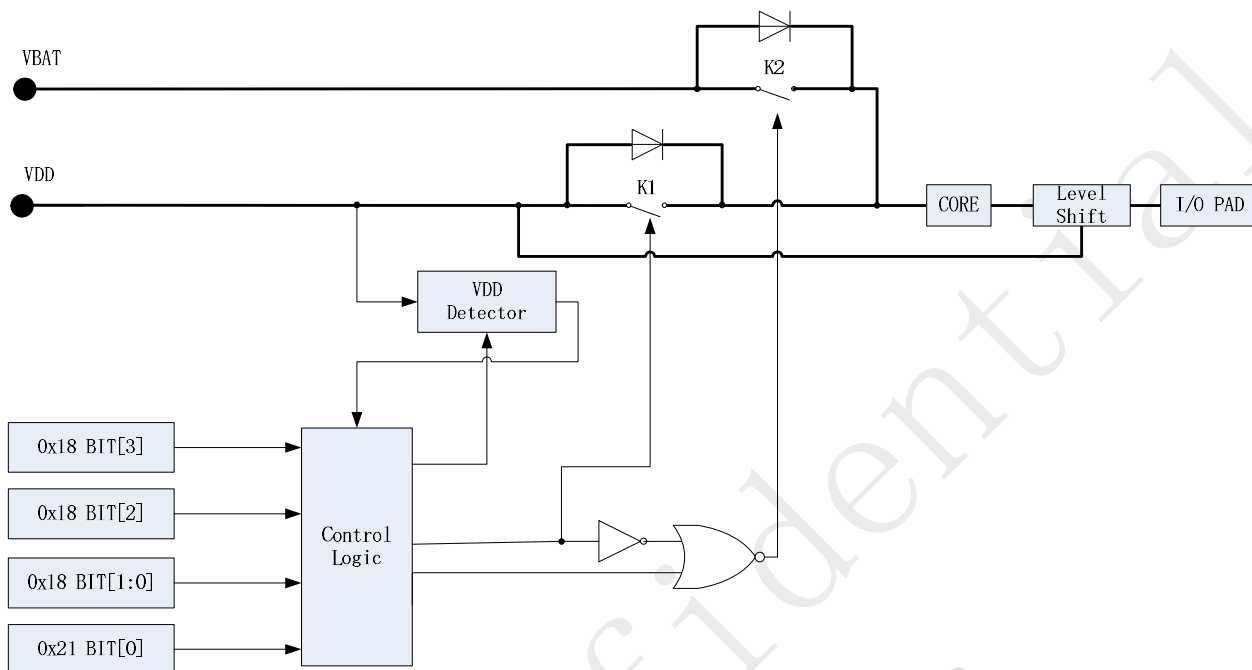 VBAT
K2
VDD
K1
CORE
Level
Shift
I/O PAD
VDD
Detector
0x18 BIT[3]
0x18 BIT[2]
0x18 BIT[1:0]
0x21 BIT[0]
Control
Logic
fidential